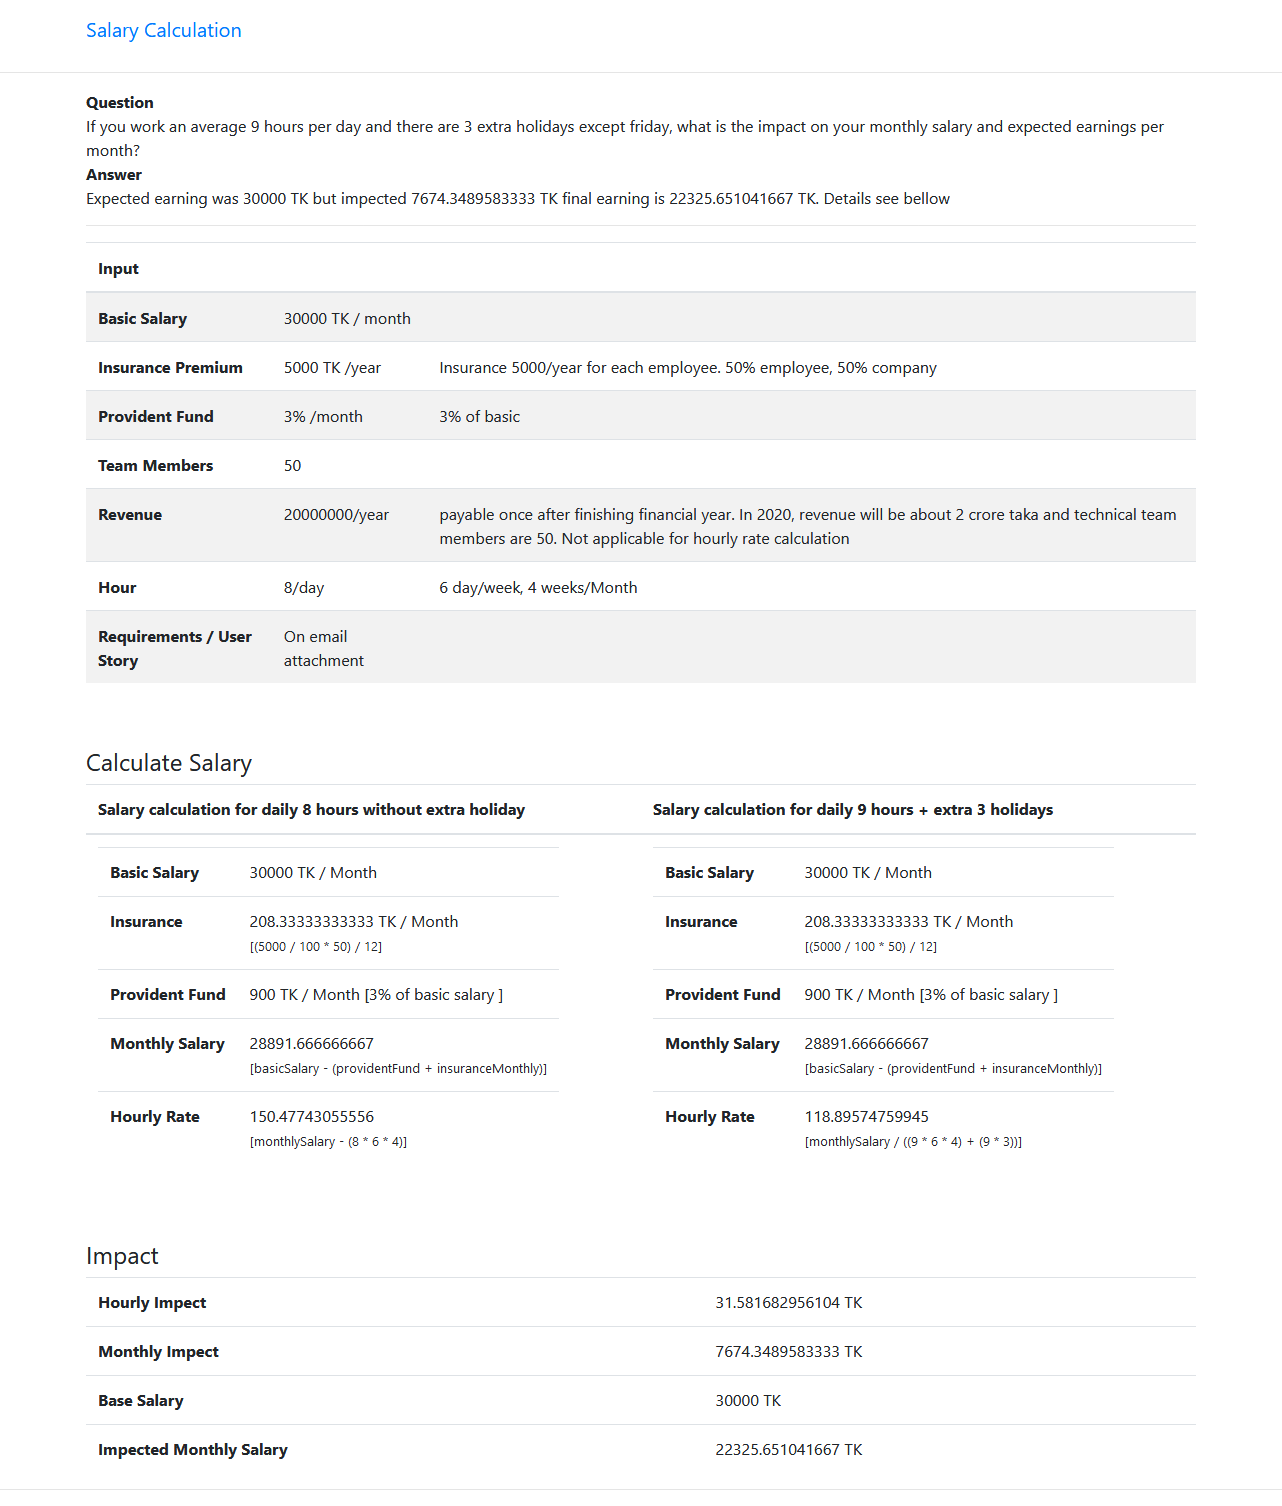 Salary Calculation
Question
If you work an average 9 hours per day and there are 3 extra holidays except friday, what is the impact on your monthly salary and expected earnings per
month?
Answer
Expected earning was 30000 TK but impected 7674.3489583333 TK final earning is 22325.651041667 TK. Details see bellow
Input
Basic Salary 30000 TK / month
Insurance Premium 5000 TK /year Insurance 5000/year for each employee. 50% employee, 50% company
Provident Fund 3% /month 3% of basic
Team Members 50
Revenue 20000000/year payable once after finishing financial year. In 2020, revenue will be about 2 crore taka and technical team
members are 50. Not applicable for hourly rate calculation
Hour 8/day 6 day/week, 4 weeks/Month
Requirements / User On email
Story attachment
Calculate Salary
Salary calculation for daily 8 hours without extra holiday
Basic Salary 30000 TK / Month
Insurance 208.33333333333 TK / Month
[(5000 / 100 * 50) / 12]
Provident Fund 900 TK / Month [3% of basic salary ]
Monthly Salary 28891.666666667
[basicSalary - (providentFund + insuranceMonthly)]
Hourly Rate 150.47743055556
[monthlySalary - (8 * 6 * 4)]
Salary calculation for daily 9 hours + extra 3 holidays
Basic Salary 30000 TK / Month
Insurance 208.33333333333 TK / Month
[(5000 / 100 * 50) / 12]
Provident Fund 900 TK / Month [3% of basic salary ]
Monthly Salary 28891.666666667
[basicSalary - (providentFund + insuranceMonthly)]
Hourly Rate 118.89574759945
[monthlySalary / ((9 * 6 * 4) + (9 * 3))]
Impact
Hourly Impact 31.581682956104 TK
Monthly Impact 7674.3489583333 TK
Base Salary 30000 TK
Impected Monthly Salary 22325.651041667 TK